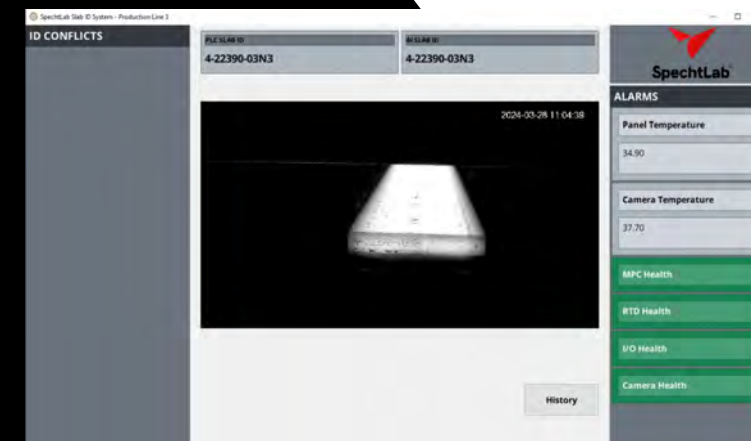 SpechtLab Slab ID System - Production Line 3
ID CONFLICTS
PLC SLAB ID
4-22390-03N3
AI SLAB ID
4-22390-03N3
2024-03-28 11:04:39
SpechtLab
ALARMS
Panel Temperature
34.90
Camera Temperature
37.70
MPC Health
RTD Health
I/O Health
Camera Health
History